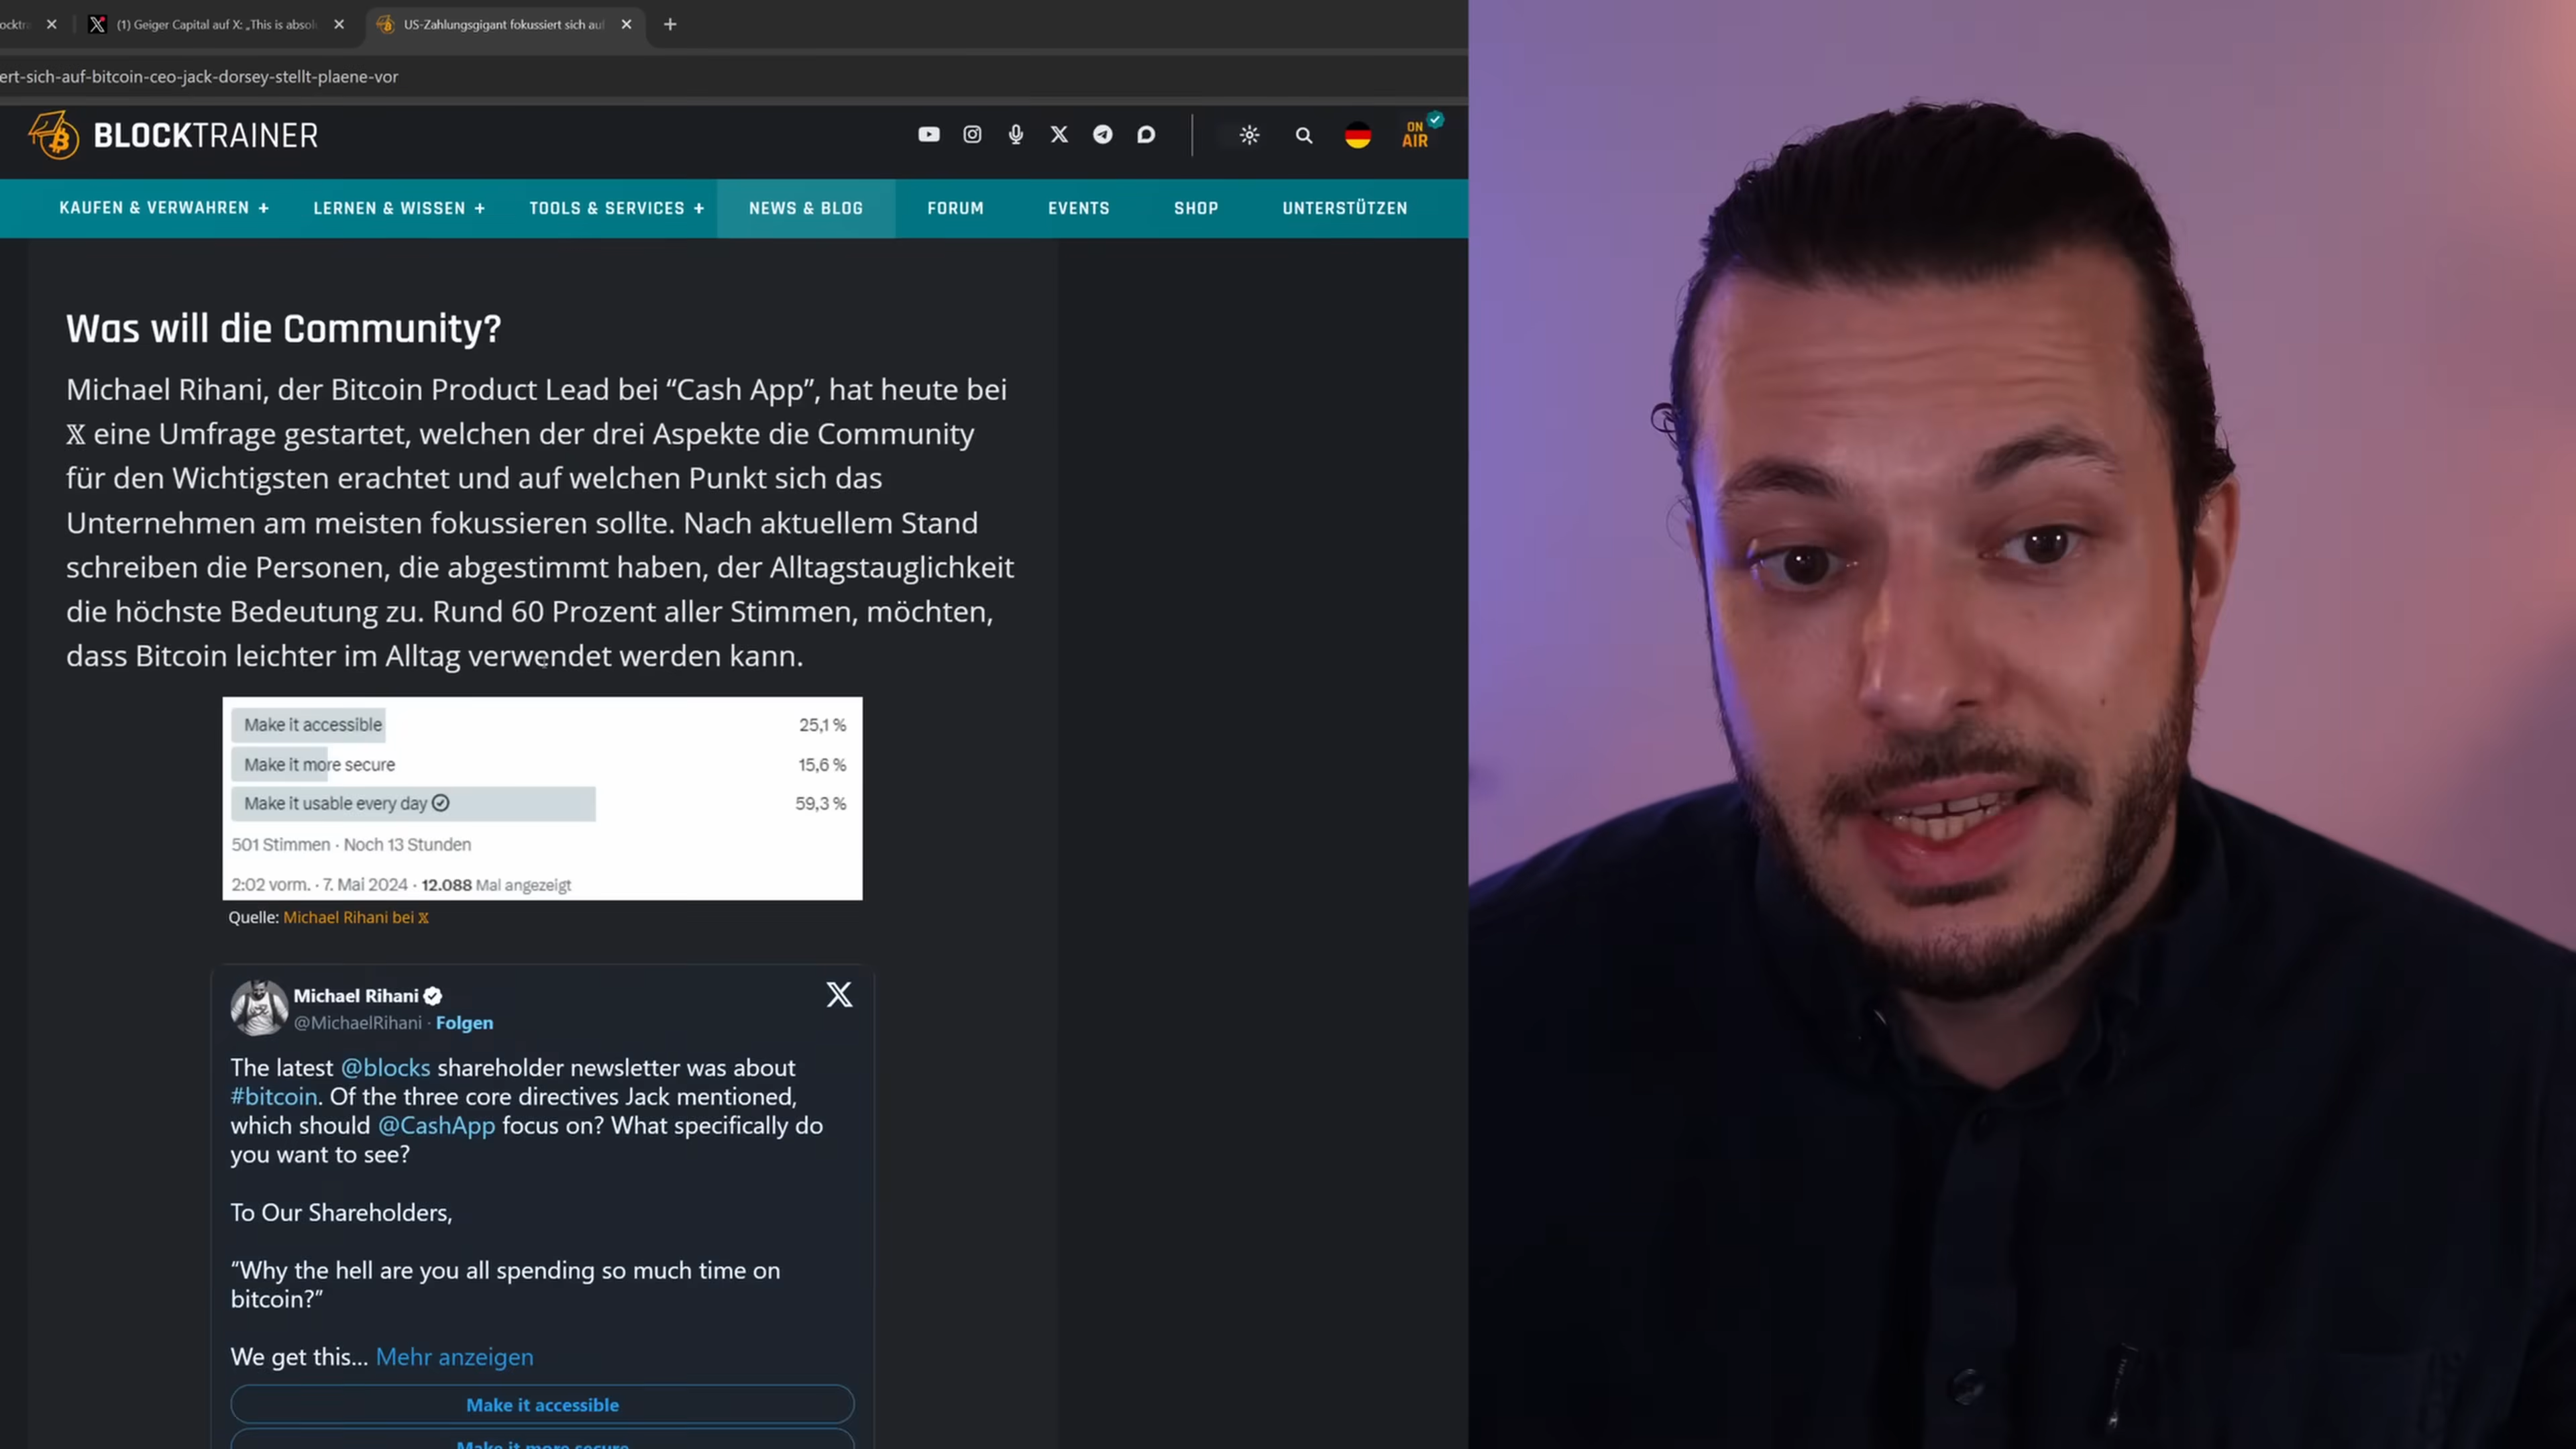 (1) Geiger Capital auf X: „This is absol
US-Zahlungsgigant fokussiert sich auf
ert-sich-auf-bitcoin-ceo-jack-dorsey-stellt-plaene-vor
BLOCKTRAINER
ON AIR
KAUFEN & VERWAHREN + LERNEN & WISSEN + TOOLS & SERVICES + NEWS & BLOG FORUM EVENTS SHOP UNTERSTÜTZEN
Was will die Community?
Michael Rihani, der Bitcoin Product Lead bei “Cash App”, hat heute bei
𝕏 eine Umfrage gestartet, welchen der drei Aspekte die Community
für den Wichtigsten erachtet und auf welchen Punkt sich das
Unternehmen am meisten fokussieren sollte. Nach aktuellem Stand
schreiben die Personen, die abgestimmt haben, der Alltagstauglichkeit
die höchste Bedeutung zu. Rund 60 Prozent aller Stimmen, möchten,
dass Bitcoin leichter im Alltag verwendet werden kann.
Make it accessible 25,1 %
Make it more secure 15,6 %
Make it usable every day 59,3 %
501 Stimmen · Noch 13 Stunden
2:02 vorm. · 7. Mai 2024 · 12.088 Mal angezeigt
Quelle: Michael Rihani bei 𝕏
Michael Rihani
@MichaelRihani · Folgen
The latest @blocks shareholder newsletter was about
#bitcoin. Of the three core directives Jack mentioned,
which should @CashApp focus on? What specifically do
you want to see?
To Our Shareholders,
“Why the hell are you all spending so much time on
bitcoin?”
We get this... Mehr anzeigen
Make it accessible
Make it more secure